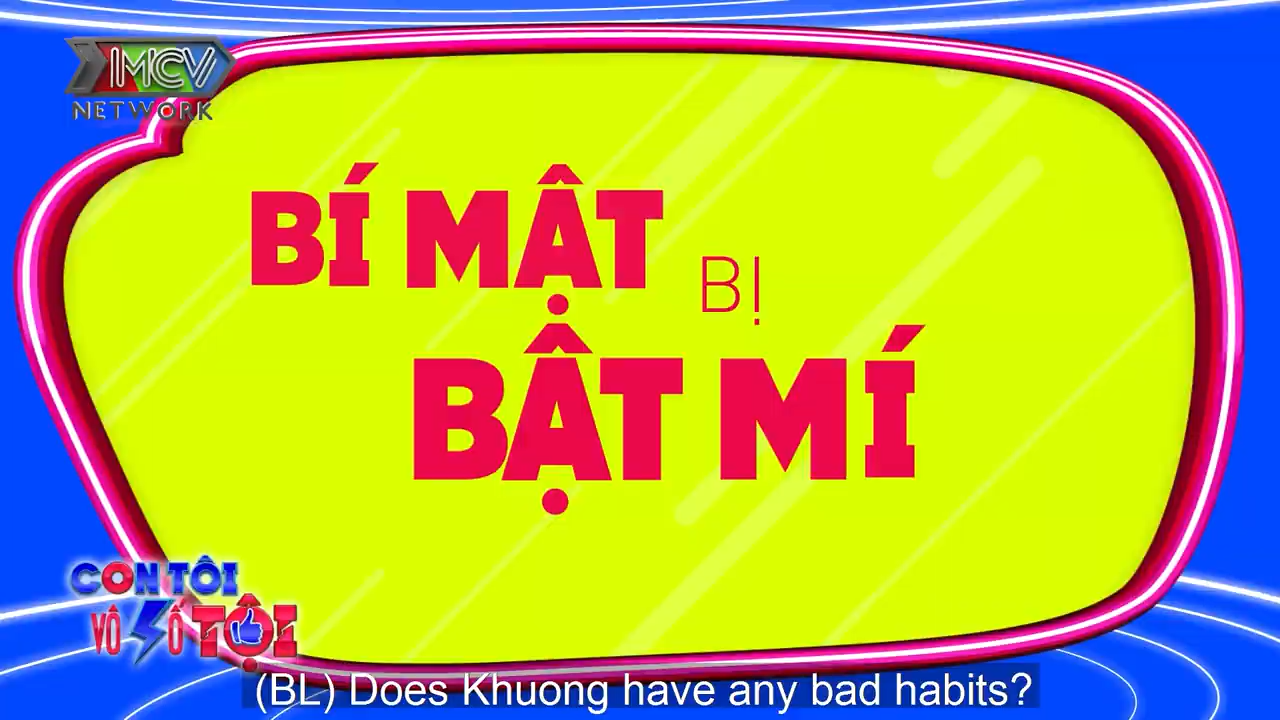 MCV
NETWORK
BÍ MẬT
BỊ
BẬT MÍ
CON TÔI
VÔ SỐ TỘI
(BL) Does Khuong have any bad habits?